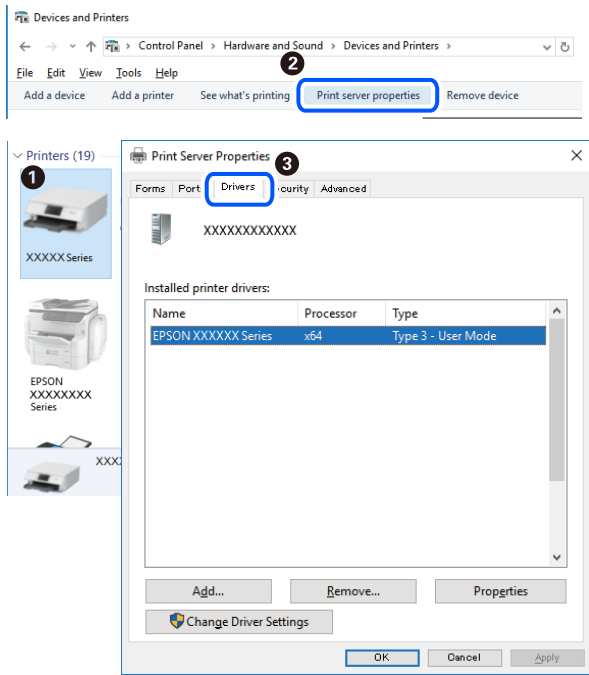 Devices and Printers
Control Panel > Hardware and Sound > Devices and Printers >
2
File Edit View Tools Help
Add a device Add a printer See what's printing Print server properties Remove device
Printers (19)
1
XXXXX Series
EPSON
XXXXXXXX
Series
XXX
Print Server Properties
3
Forms Port Drivers curity Advanced
XXXXXXXXXXXX
Installed printer drivers:
Name Processor Type
EPSON XXXXXX Series x64 Type 3 - User Mode
Add... Remove... Properties
Change Driver Settings
OK Cancel Apply